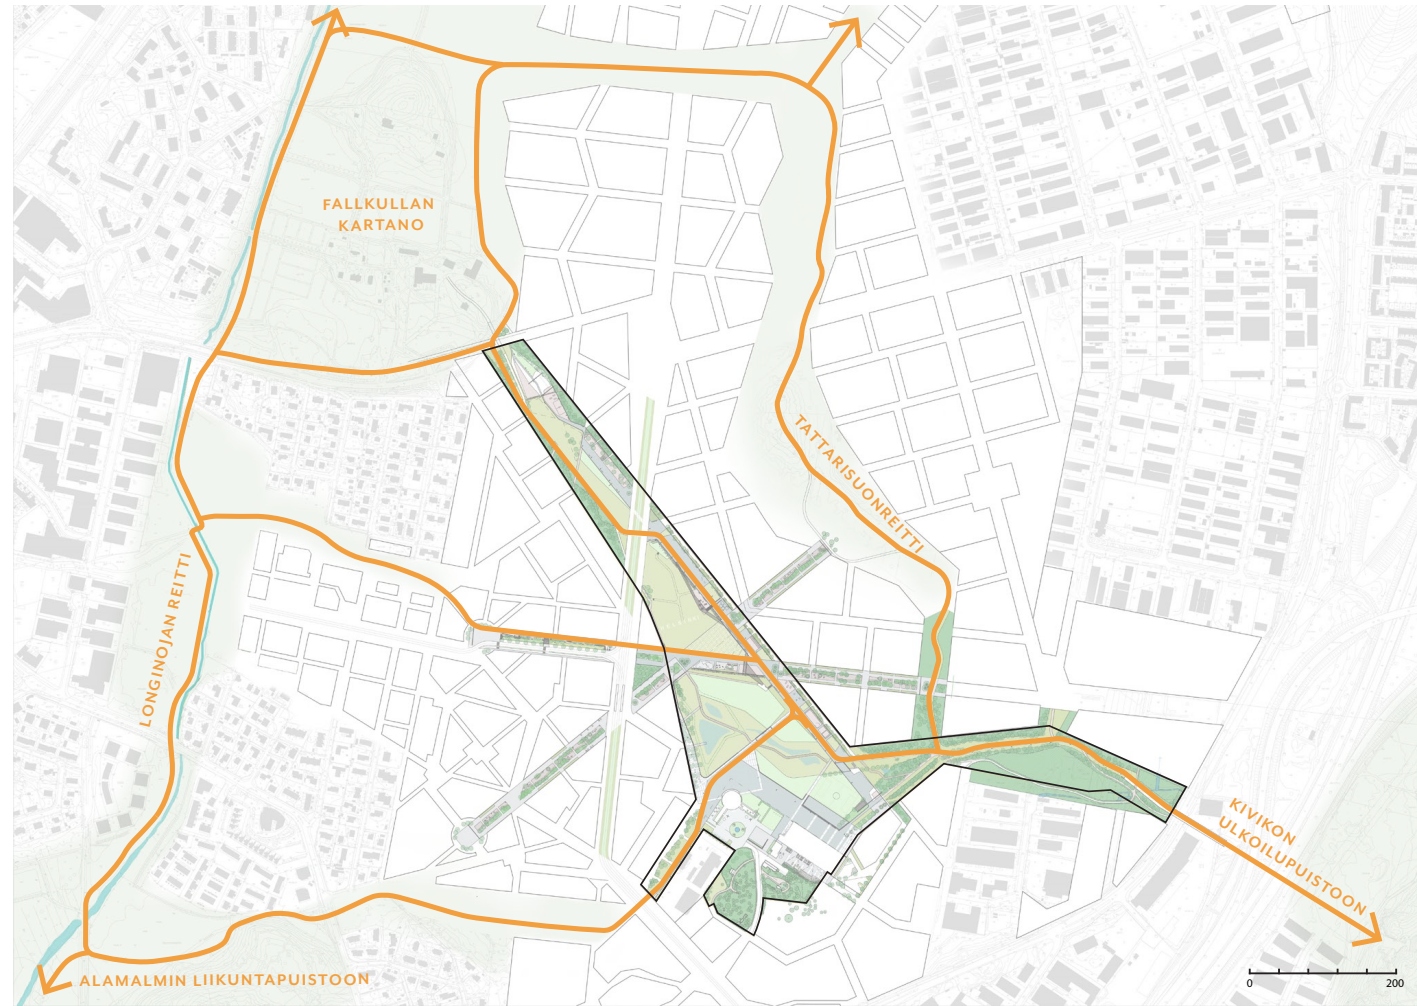 FALLKULLAN
KARTANO
TATTARISUONREITTI
LONGINOJAN REITTI
KIVIKON
ULKOILUPUISTOON
ALAMALMIN LIIKUNTAPUISTOON
0 200